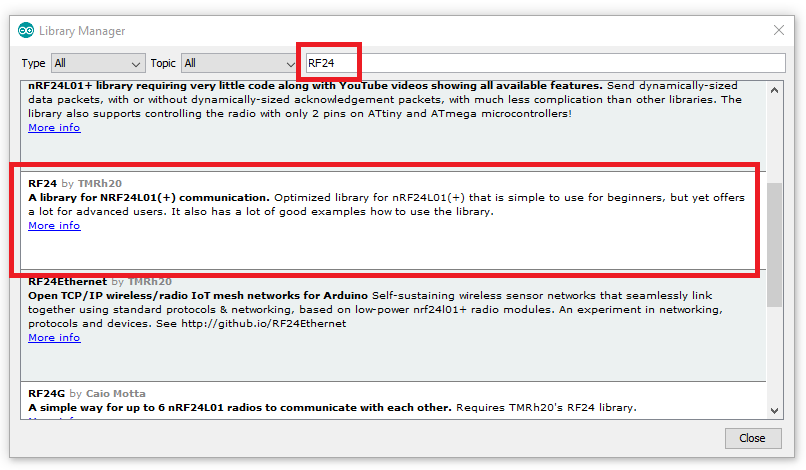 Library Manager
Type All Topic All RF24
nRF24L01+ library requiring very little code along with YouTube videos showing all available features. Send dynamically-sized
data packets, with or without dynamically-sized acknowledgement packets, with much less complication than other libraries. The
library also supports controlling the radio with only 2 pins on ATtiny and ATmega microcontrollers!
More info
RF24 by TMRh20
A library for NRF24L01(+) communication. Optimized library for nRF24L01(+) that is simple to use for beginners, but yet offers
a lot for advanced users. It also has a lot of good examples how to use the library.
More info
RF24Ethernet by TMRh20
Open TCP/IP wireless/radio IoT mesh networks for Arduino Self-sustaining wireless sensor networks that seamlessly link
together using standard protocols & networking, based on low-power nrf24l01+ radio modules. An experiment in networking,
protocols and devices. See http://github.io/RF24Ethernet
More info
RF24G by Caio Motta
A simple way for up to 6 nRF24L01 radios to communicate with each other. Requires TMRh20's RF24 library.
Close